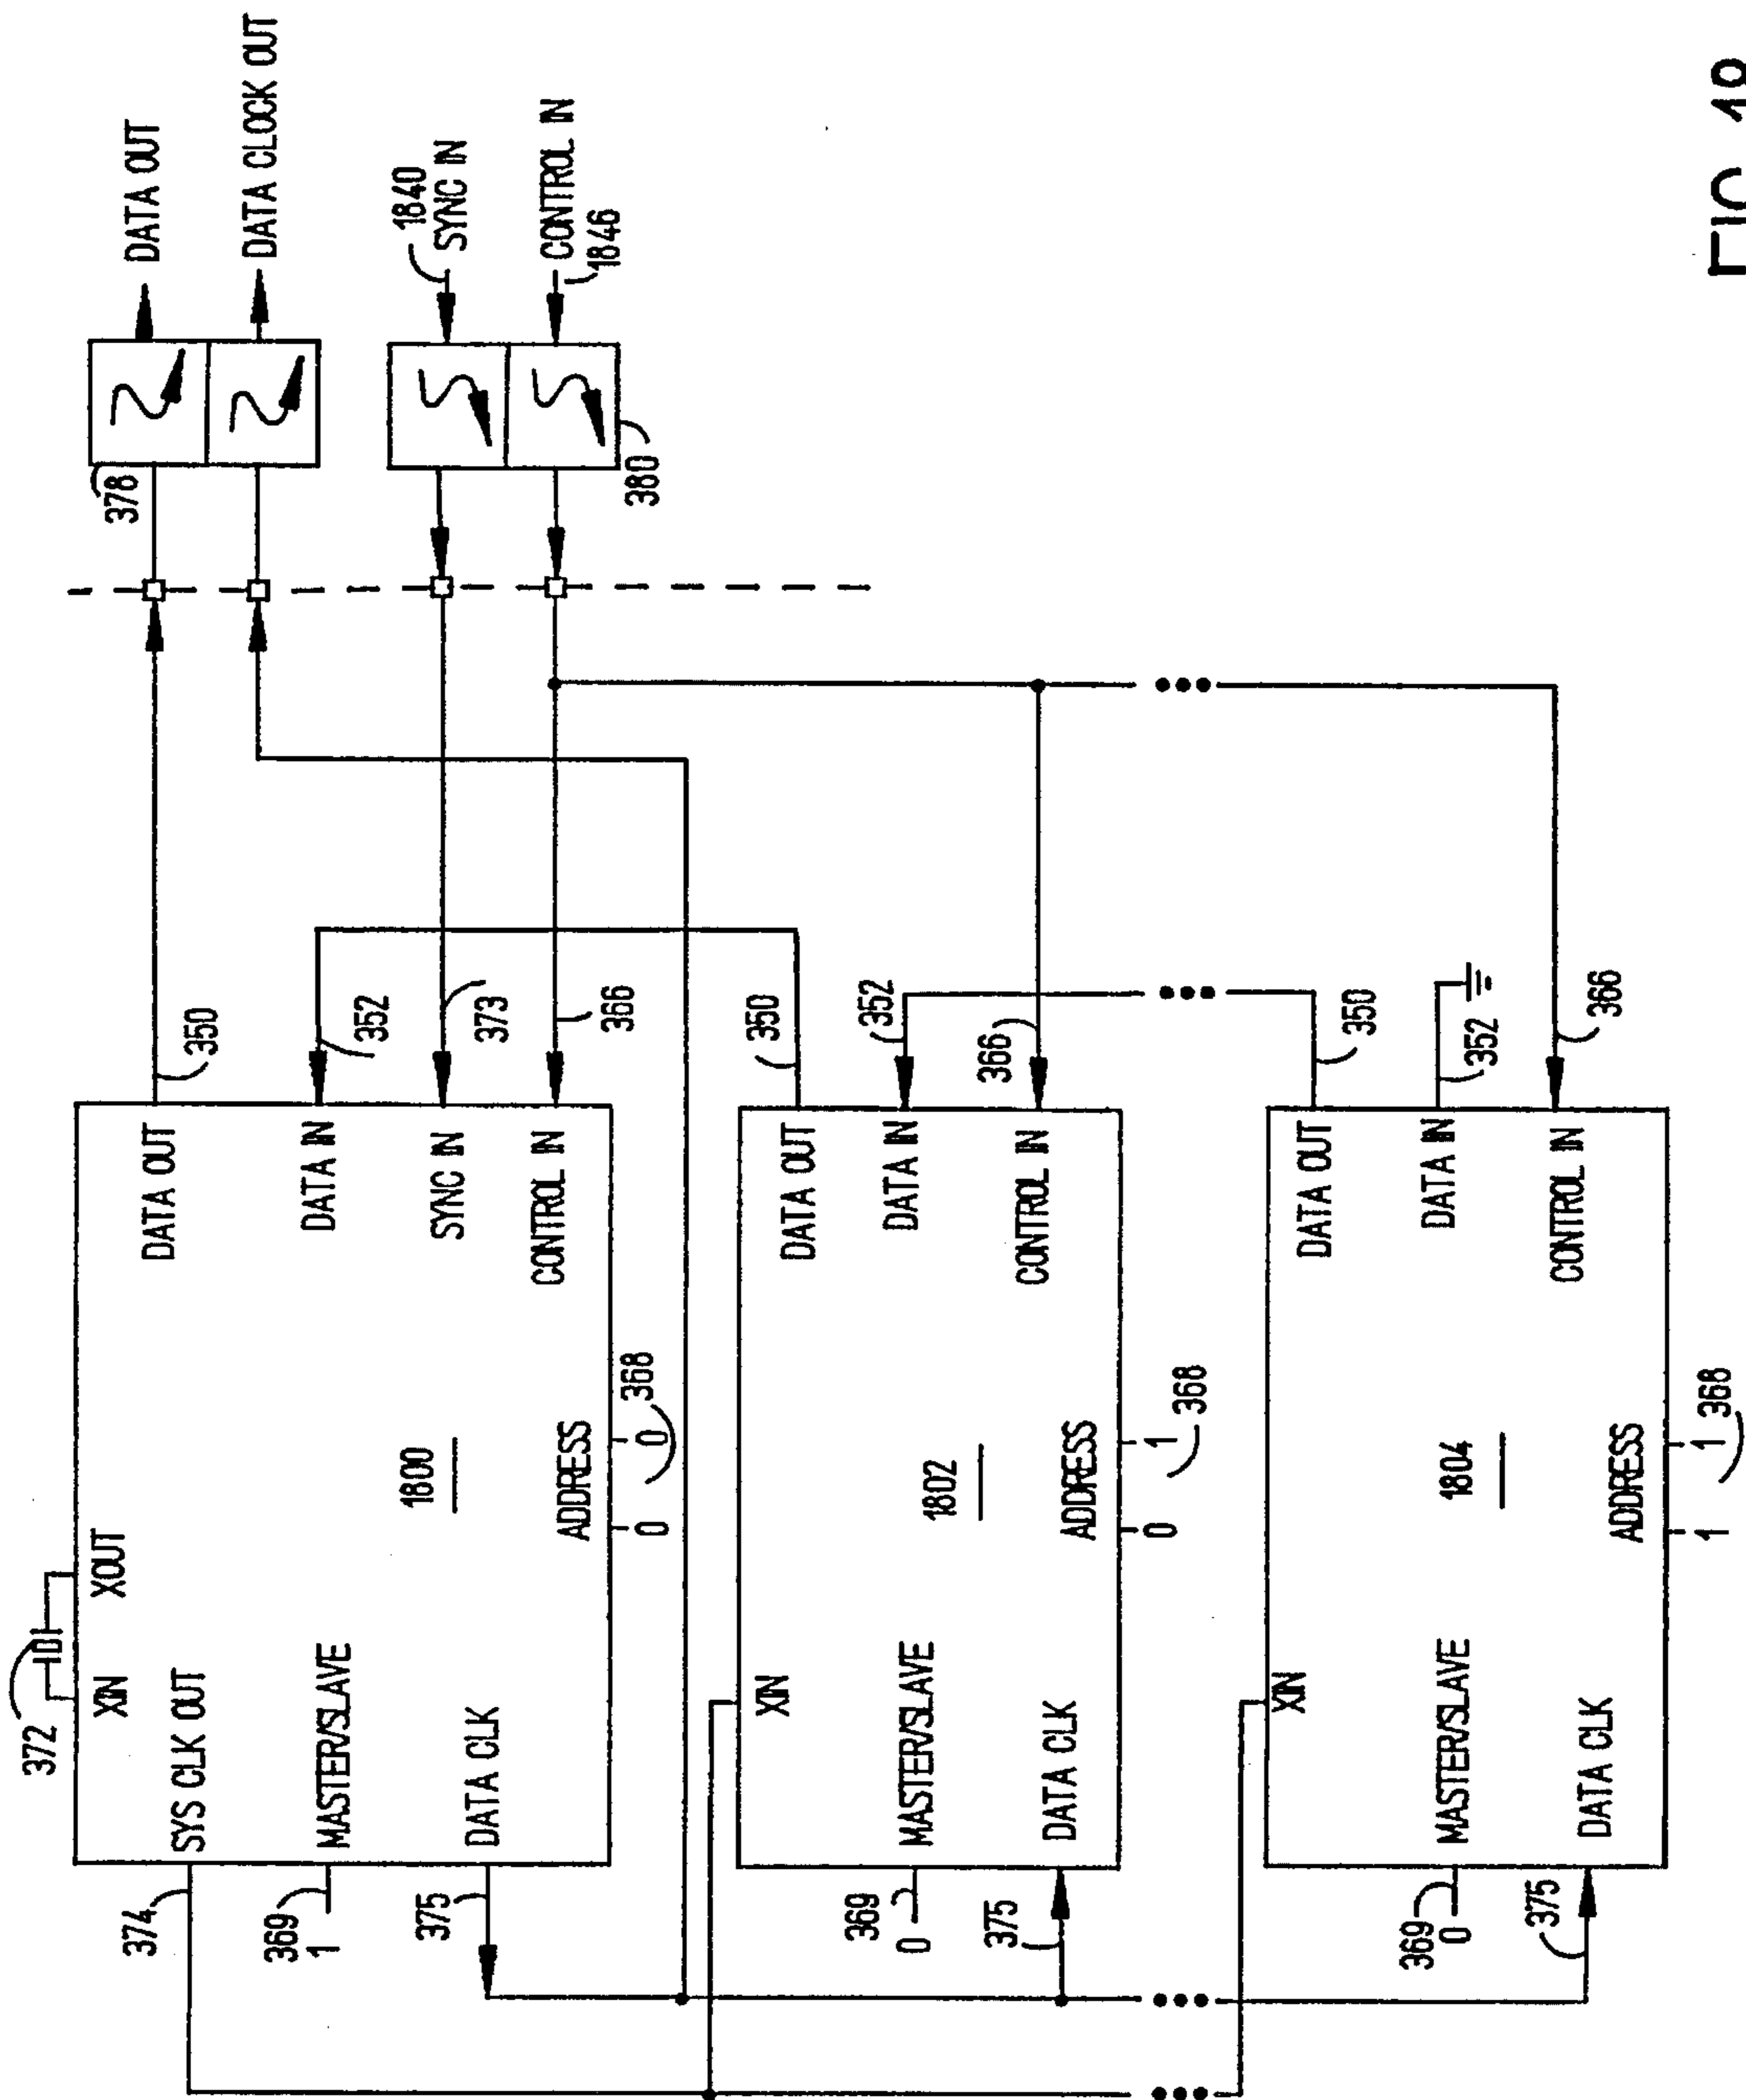 DATA OUT
DATA CLOCK OUT
1840
SYNC IN
CONTROL IN
1846
378
380
372
XIN
XOUT
SYS CLK OUT
MASTER/SLAVE
DATA CLK
1800
ADDRESS
0 0
368
DATA OUT
DATA IN
SYNC IN
CONTROL IN
350
352
373
366
374
369
1
375
XIN
MASTER/SLAVE
DATA CLK
1802
ADDRESS
0 1
368
DATA OUT
DATA IN
CONTROL IN
350
352
366
369
0
375
XIN
MASTER/SLAVE
DATA CLK
1804
ADDRESS
1 1
368
DATA OUT
DATA IN
CONTROL IN
350
352
366
369
0
375
FIG.